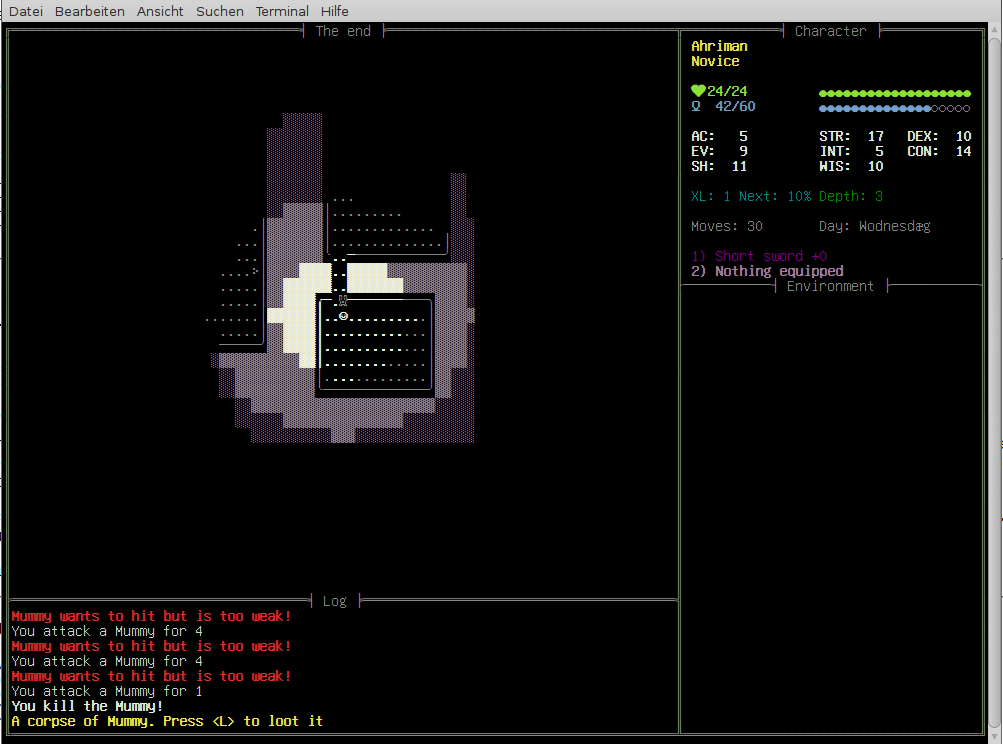 Datei Bearbeiten Ansicht Suchen Terminal Hilfe
The end
Character
Ahriman
Novice
24/24
42/60
AC: 5 STR: 17 DEX: 10
EV: 9 INT: 5 CON: 14
SH: 11 WIS: 10
XL: 1 Next: 10% Depth: 3
Moves: 30 Day: Wodnesdæg
1) Short sword +0
2) Nothing equipped
Environment
Log
Mummy wants to hit but is too weak!
You attack a Mummy for 4
Mummy wants to hit but is too weak!
You attack a Mummy for 4
Mummy wants to hit but is too weak!
You attack a Mummy for 1
You kill the Mummy!
A corpse of Mummy. Press <L> to loot it